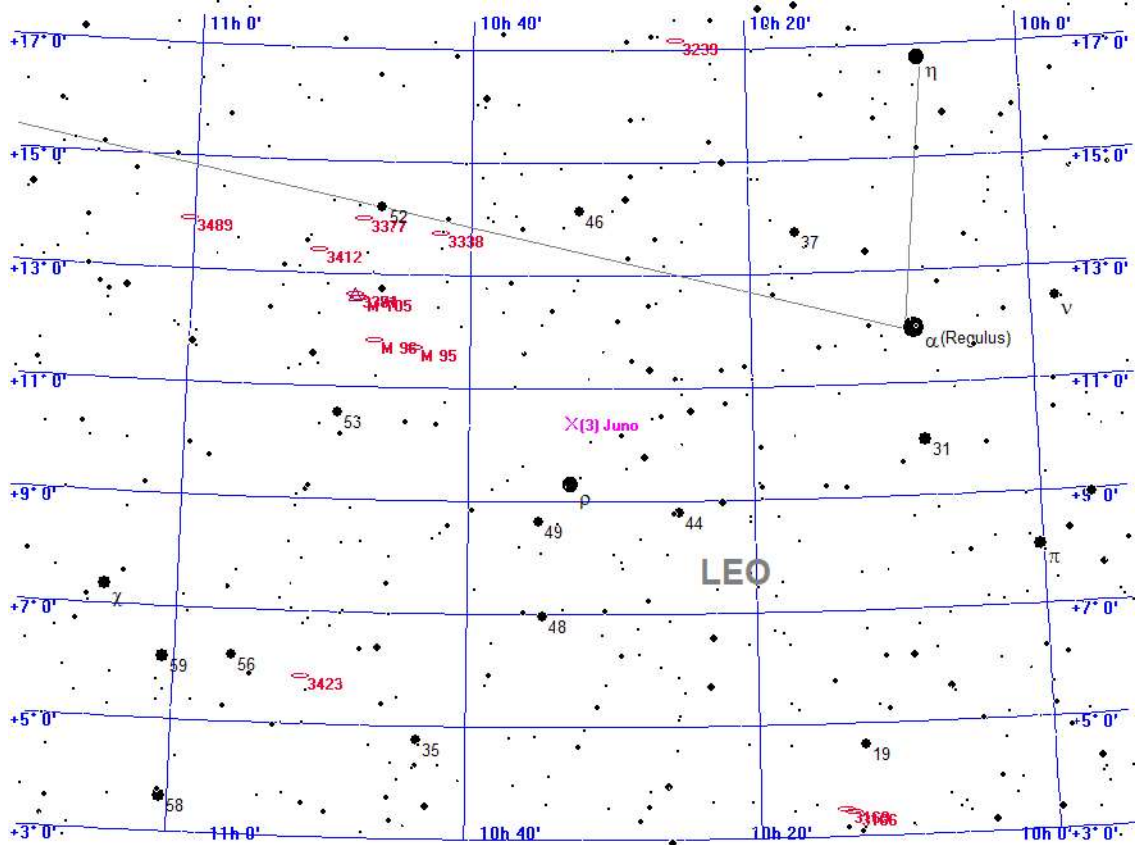 11h 0'
10h 40'
10h 20'
10h 0'
+17° 0'
3239
+17° 0'
η
+15° 0'
+15° 0'
52
46
3489
3377
3338
37
3412
+13° 0'
+13° 0'
ν
M 105
α(Regulus)
M 96
M 95
+11° 0'
+11° 0'
53
(3) Juno
31
+9° 0'
+9° 0'
ρ
49
44
π
LEO
χ
+7° 0'
+7° 0'
48
59
56
3423
+5° 0'
+5° 0'
35
19
58
3166
+3° 0'
11h 0'
10h 40'
10h 20'
10h 0'
+3° 0'